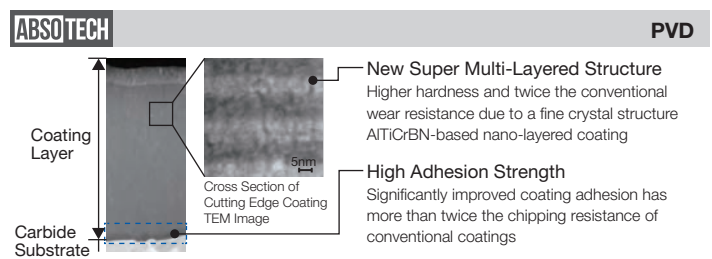 ABSOTECH
PVD
Coating
Layer
Carbide
Substrate
5nm
Cross Section of
Cutting Edge Coating
TEM Image
New Super Multi-Layered Structure
Higher hardness and twice the conventional
wear resistance due to a fine crystal structure
AlTiCrBN-based nano-layered coating
High Adhesion Strength
Significantly improved coating adhesion has
more than twice the chipping resistance of
conventional coatings